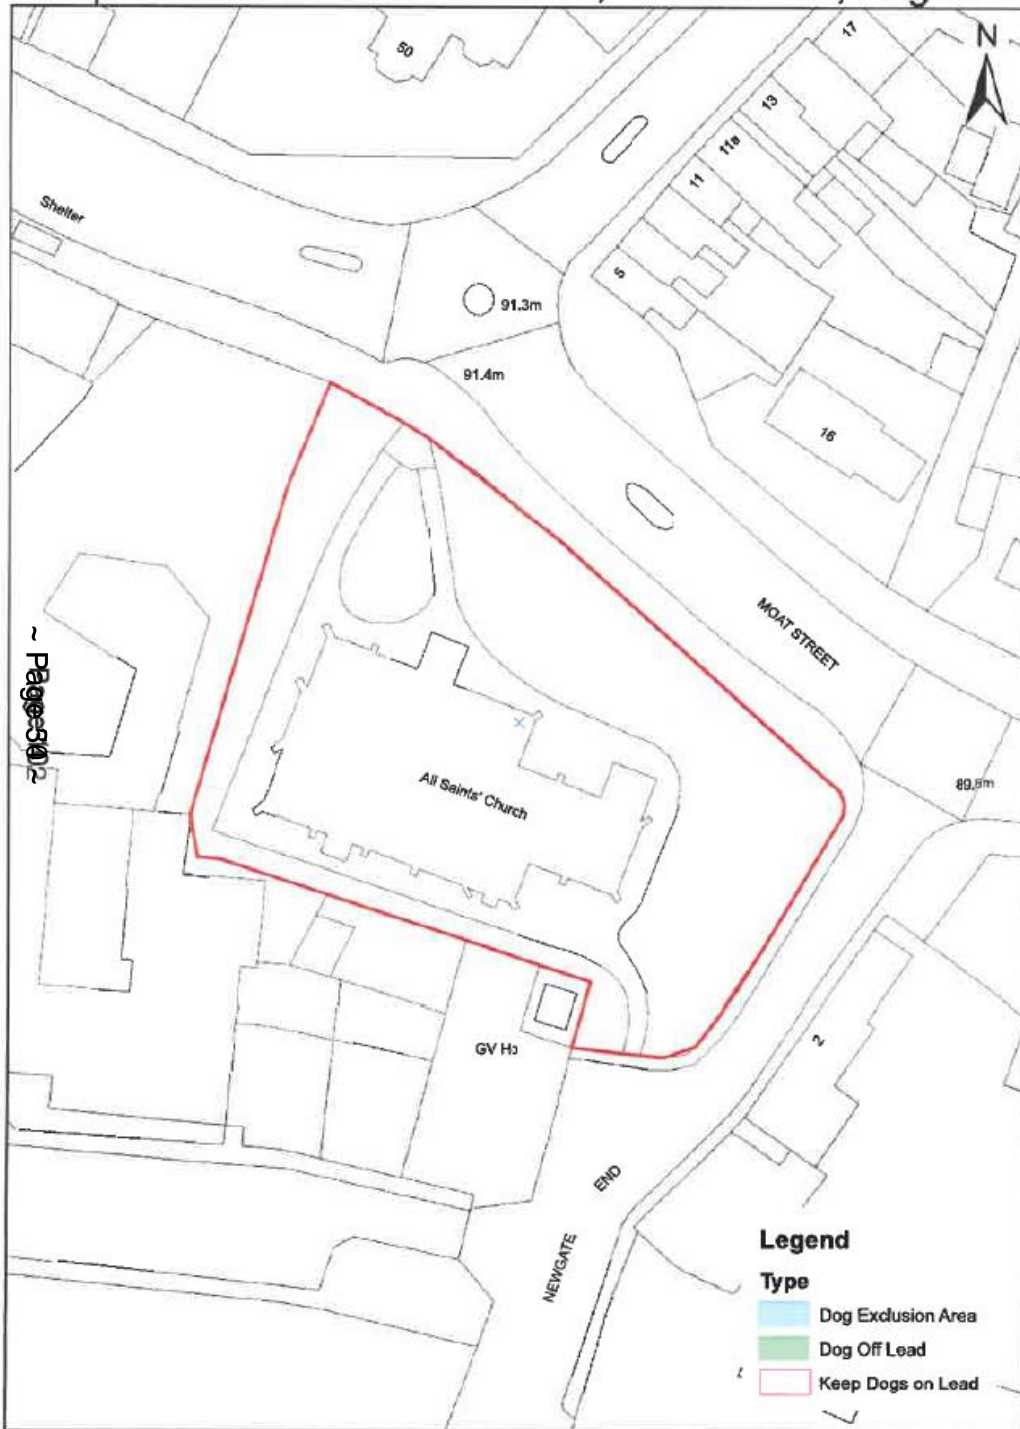 N
50
17
13
11a
11
5
Shelter
91.3m
91.4m
16
MOAT STREET
89.8m
All Saints' Church
GV Ho
2
NEWGATE END
Legend
Type
Dog Exclusion Area
Dog Off Lead
Keep Dogs on Lead